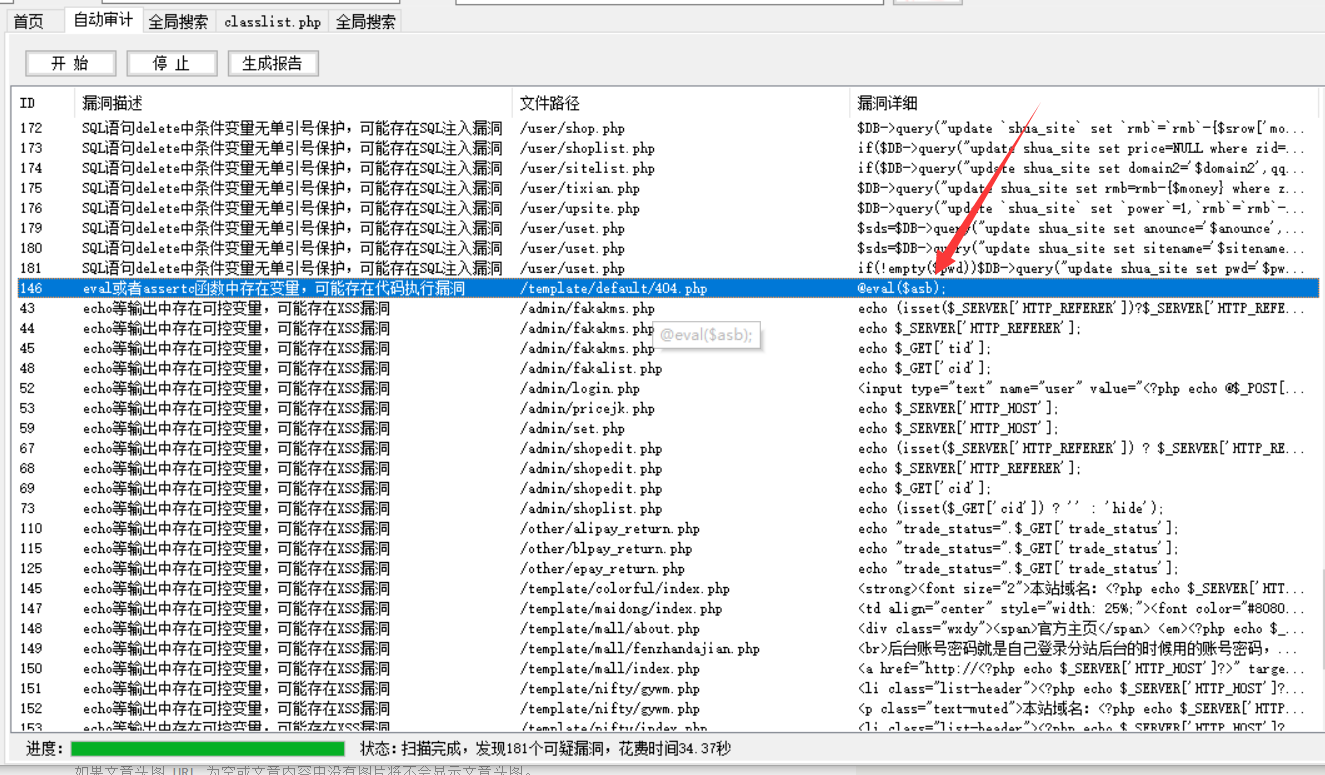 首页 自动审计 全局搜索 classlist.php 全局搜索
开 始 停 止 生成报告
ID 漏洞描述 文件路径 漏洞详细
172 SQL语句delete中条件变量无单引号保护，可能存在SQL注入漏洞 /user/shop.php $DB->query("update `shua_site` set `rmb`=`rmb`-{$srow['mo...
173 SQL语句delete中条件变量无单引号保护，可能存在SQL注入漏洞 /user/shoplist.php if($DB->query("update shua_site set price=NULL where zid=...
174 SQL语句delete中条件变量无单引号保护，可能存在SQL注入漏洞 /user/sitelist.php if($DB->query("update shua_site set domain2='$domain2',qq...
175 SQL语句delete中条件变量无单引号保护，可能存在SQL注入漏洞 /user/tixian.php $DB->query("update shua_site set rmb=rmb-{$money} where z...
176 SQL语句delete中条件变量无单引号保护，可能存在SQL注入漏洞 /user/upsite.php $DB->query("update `shua_site` set `power`=1,`rmb`=`rmb`-...
179 SQL语句delete中条件变量无单引号保护，可能存在SQL注入漏洞 /user/uset.php $sds=$DB->query("update shua_site set anounce='$anounce',...
180 SQL语句delete中条件变量无单引号保护，可能存在SQL注入漏洞 /user/uset.php $sds=$DB->query("update shua_site set sitename='$sitename...
181 SQL语句delete中条件变量无单引号保护，可能存在SQL注入漏洞 /user/uset.php if(!empty($pwd))$DB->query("update shua_site set pwd='$pw...
146 eval或者assertc函数中存在变量，可能存在代码执行漏洞 /template/default/404.php @eval($asb);
43 echo等输出中存在可控变量，可能存在XSS漏洞 /admin/fakakms.php echo (isset($_SERVER['HTTP_REFERER'])?$_SERVER['HTTP_REFE...
44 echo等输出中存在可控变量，可能存在XSS漏洞 /admin/fakakms.php @eval($asb); echo $_SERVER['HTTP_REFERER'];
45 echo等输出中存在可控变量，可能存在XSS漏洞 /admin/fakakms.php echo $_GET['tid'];
48 echo等输出中存在可控变量，可能存在XSS漏洞 /admin/fakalist.php echo $_GET['cid'];
52 echo等输出中存在可控变量，可能存在XSS漏洞 /admin/login.php <input type="text" name="user" value="<?php echo @$_POST[...
53 echo等输出中存在可控变量，可能存在XSS漏洞 /admin/pricejk.php echo $_SERVER['HTTP_HOST'];
59 echo等输出中存在可控变量，可能存在XSS漏洞 /admin/set.php echo $_SERVER['HTTP_HOST'];
67 echo等输出中存在可控变量，可能存在XSS漏洞 /admin/shopedit.php echo (isset($_SERVER['HTTP_REFERER']) ? $_SERVER['HTTP_RE...
68 echo等输出中存在可控变量，可能存在XSS漏洞 /admin/shopedit.php echo $_SERVER['HTTP_REFERER'];
69 echo等输出中存在可控变量，可能存在XSS漏洞 /admin/shopedit.php echo $_GET['cid'];
73 echo等输出中存在可控变量，可能存在XSS漏洞 /admin/shoplist.php echo (isset($_GET['cid']) ? '' : 'hide');
110 echo等输出中存在可控变量，可能存在XSS漏洞 /other/alipay_return.php echo "trade_status=".$_GET['trade_status'];
115 echo等输出中存在可控变量，可能存在XSS漏洞 /other/blpay_return.php echo "trade_status=".$_GET['trade_status'];
125 echo等输出中存在可控变量，可能存在XSS漏洞 /other/epay_return.php echo "trade_status=".$_GET['trade_status'];
145 echo等输出中存在可控变量，可能存在XSS漏洞 /template/colorful/index.php <strong><font size="2">本站域名：<?php echo $_SERVER['HTT...
147 echo等输出中存在可控变量，可能存在XSS漏洞 /template/maidong/index.php <td align="center" style="width: 25%;"><font color="#8080...
148 echo等输出中存在可控变量，可能存在XSS漏洞 /template/mall/about.php <div class="wxdy"><span>官方主页</span> <em><?php echo $_...
149 echo等输出中存在可控变量，可能存在XSS漏洞 /template/mall/fenzhandajian.php <br>后台账号密码就是自己登录分站后台的时候用的账号密码，...
150 echo等输出中存在可控变量，可能存在XSS漏洞 /template/mall/index.php <a href="http://<?php echo $_SERVER['HTTP_HOST']?>" targe...
151 echo等输出中存在可控变量，可能存在XSS漏洞 /template/nifty/gywm.php <li class="list-header"><?php echo $_SERVER['HTTP_HOST']?...
152 echo等输出中存在可控变量，可能存在XSS漏洞 /template/nifty/gywm.php <p class="text-muted">本站域名：<?php echo $_SERVER['HTTP...
153 echo等输出中存在可控变量，可能存在XSS漏洞 /template/nifty/index.php <li class="list-header"><?php echo $_SERVER['HTTP_HOST']?
进度： 状态：扫描完成，发现181个可疑漏洞，花费时间34.37秒
如果文章头图 URL 为空或文章内容中没有图片将不会显示文章头图。